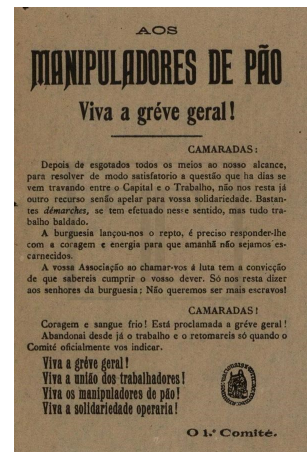 AOS
MANIPULADORES DE PÃO
Viva a gréve geral!
CAMARADAS:
Depois de esgotados todos os meios ao nosso alcance,
para resolver de modo satisfatorio a questão que ha dias se
vem travando entre o Capital e o Trabalho, não nos resta já
outro recurso senão apelar para vossa solidariedade. Bastan-
tes démarches, se tem efetuado nesse sentido, mas tudo tra-
balho baldado.
A burguesia lançou-nos o repto, é preciso responder-lhe
com a coragem e energia para que amanhã não sejamos es-
carnecidos.
A vossa Associação ao chamar-vos á luta tem a convicção
de que sabereis cumprir o vosso dever. Só nos resta dizer
aos senhores da burguesia: Não queremos ser mais escravos!
CAMARADAS!
Coragem e sangue frio! Está proclamada a gréve geral!
Abandonai desde já o trabalho e o retomareis só quando o
Comité oficialmente vos indicar.
Viva a gréve geral!
Viva a união dos trabalhadores!
Viva os manipuladores de pão!
Viva a solidariedade operaria!
O 1.º Comité.